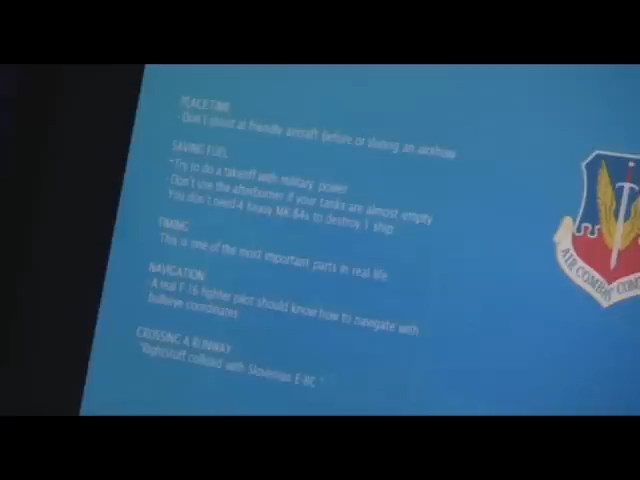 PEACETIME
- Don't shoot at friendly aircraft before or during an airshow
SAVING FUEL
"Try to do a takeoff with military power
- Don't use the afterburner if your tanks are almost empty
You don't need 4 heavy MK-84s to destroy 1 ship
TIMING
This is one of the most important parts in real life
NAVIGATION
- A real F-16 fighter pilot should know how to navigate with
bullseye coordinates
CROSSING A RUNWAY
collided with Slovenian
AIR COMBAT COM